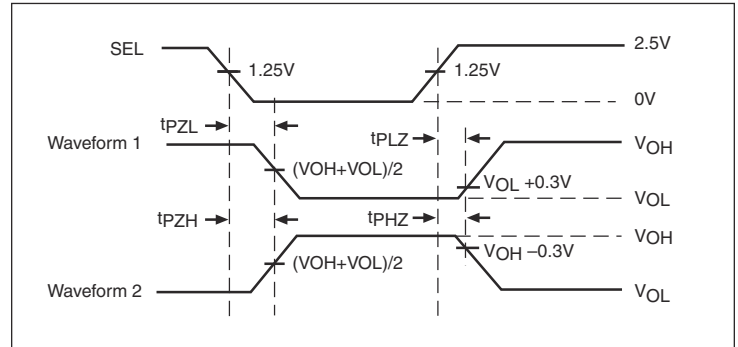 SEL
2.5V
1.25V
1.25V
0V
tPZL
tPLZ
Waveform 1
VOH
(VOH+VOL)/2
VOL +0.3V
VOL
tPZH
tPHZ
VOH
VOH –0.3V
(VOH+VOL)/2
Waveform 2
VOL